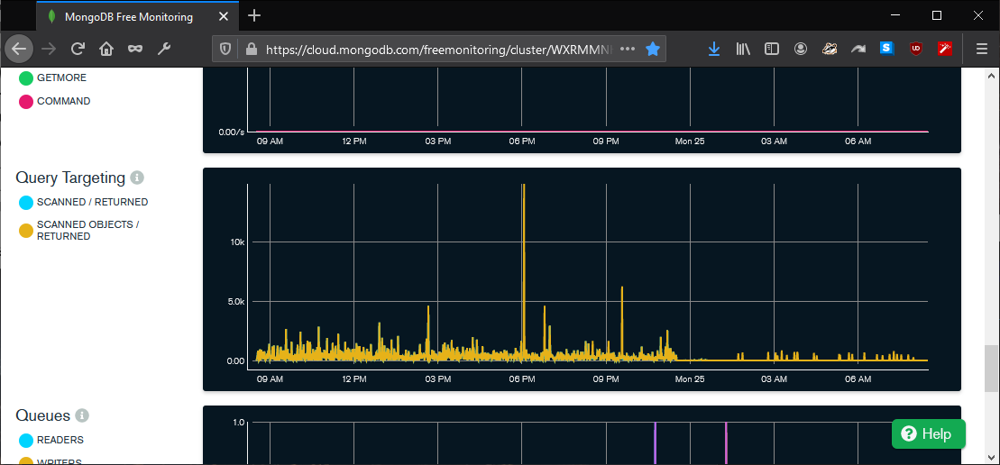 MongoDB Free Monitoring
https://cloud.mongodb.com/freemonitoring/cluster/WXRMMN
GETMORE
COMMAND
0.00/s
09 AM 12 PM 03 PM 06 PM 09 PM Mon 25 03 AM 06 AM
Query Targeting
SCANNED / RETURNED
SCANNED OBJECTS /
RETURNED
10k
5.0k
0.00
09 AM 12 PM 03 PM 06 PM 09 PM Mon 25 03 AM 06 AM
Queues
READERS
WRITERS
1.0
Help